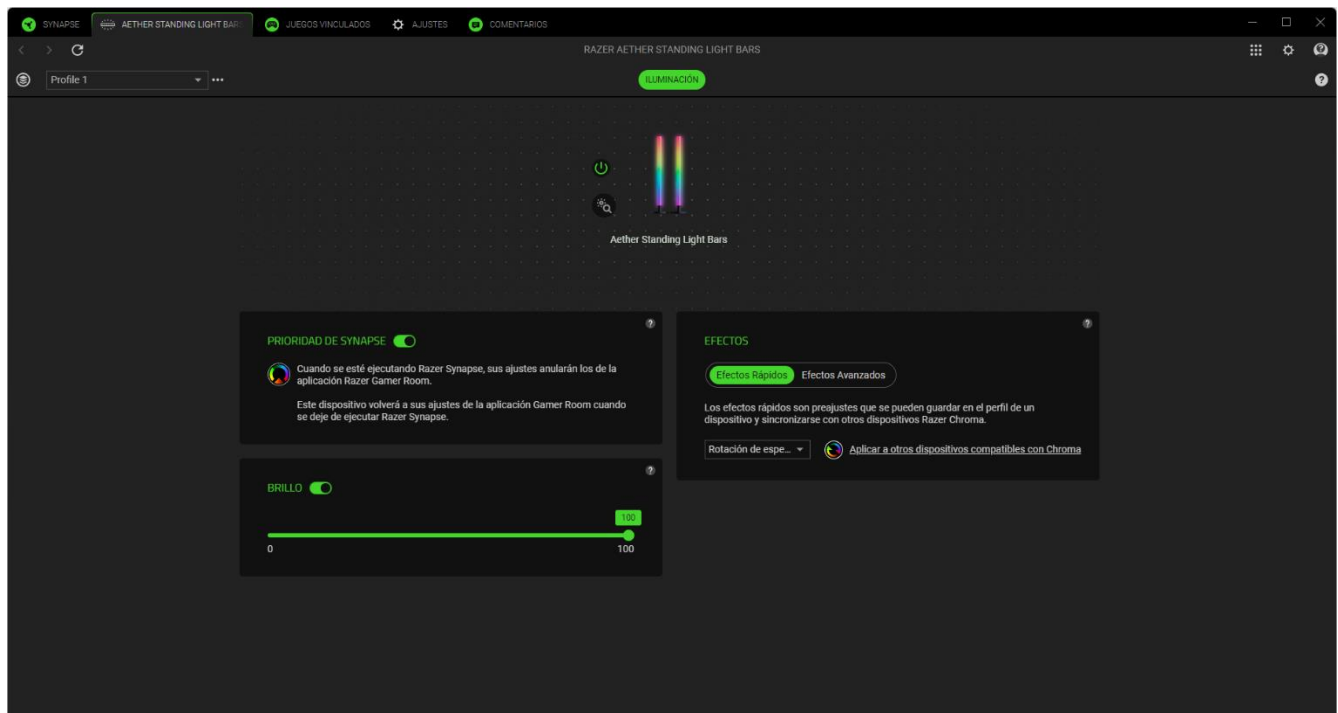 SYNAPSE
AETHER STANDING LIGHT BARS
JUEGOS VINCULADOS
AJUSTES
COMENTARIOS
RAZER AETHER STANDING LIGHT BARS
Profile 1
ILUMINACIÓN
Aether Standing Light Bars
PRIORIDAD DE SYNAPSE
Cuando se esté ejecutando Razer Synapse, sus ajustes anularán los de la
aplicación Razer Gamer Room.
Este dispositivo volverá a sus ajustes de la aplicación Gamer Room cuando
se deje de ejecutar Razer Synapse.
BRILLO
100
0
100
EFECTOS
Efectos Rápidos
Efectos Avanzados
Los efectos rápidos son preajustes que se pueden guardar en el perfil de un
dispositivo y sincronizarse con otros dispositivos Razer Chroma.
Rotación de espe...
Aplicar a otros dispositivos compatibles con Chroma